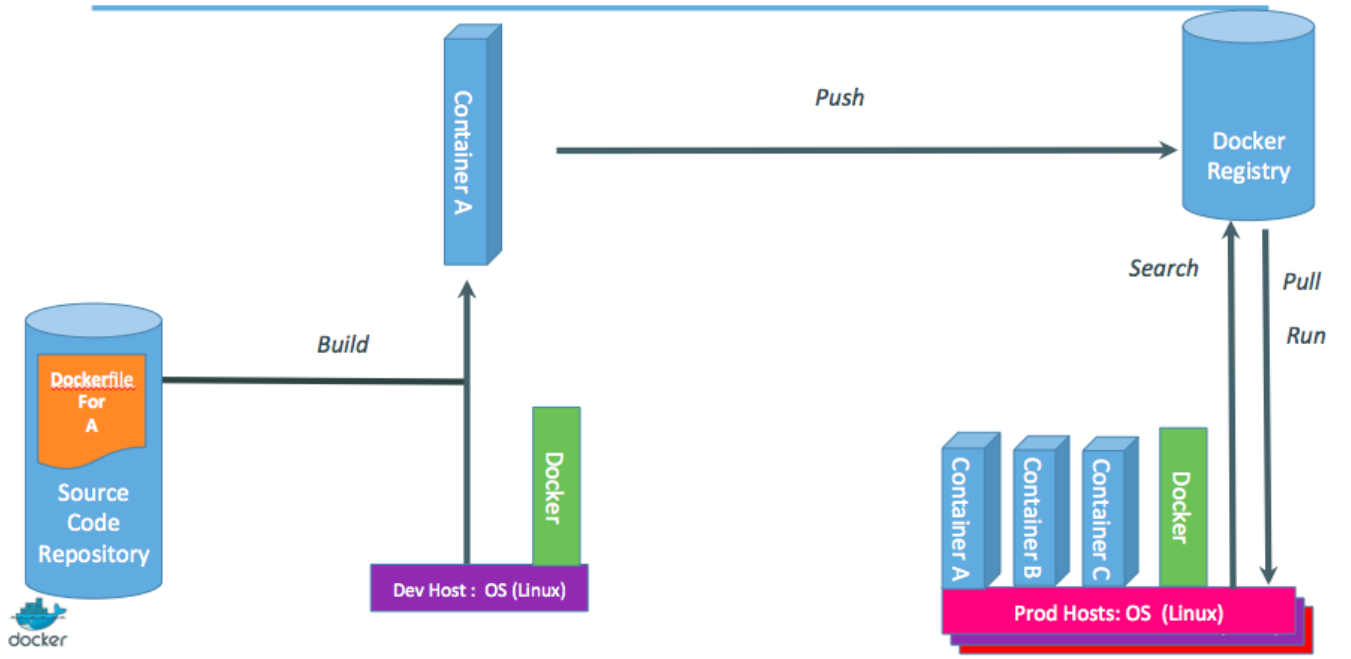 Container A
Push
Docker
Registry
Search
Pull
Run
Build
Dockerfile
For
A
Source
Code
Repository
Docker
Dev Host : OS (Linux)
Container A
Container B
Container C
Docker
Prod Hosts: OS (Linux)
docker